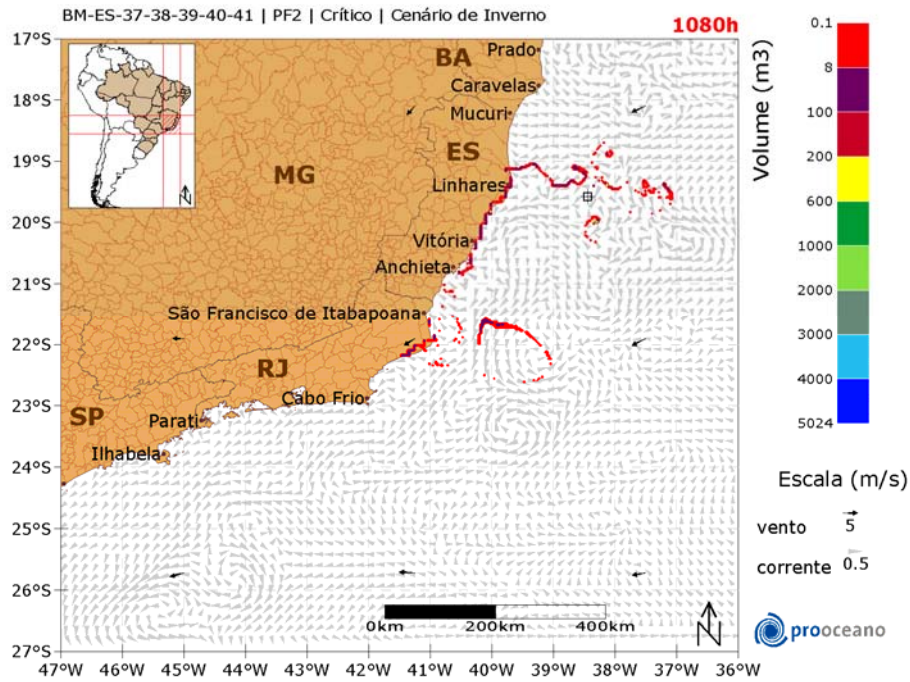 BM-ES-37-38-39-40-41 | PF2 | Crítico | Cenário de Inverno
1080h
17°S
18°S
19°S
20°S
21°S
22°S
23°S
24°S
25°S
26°S
27°S
47°W
46°W
45°W
44°W
43°W
42°W
41°W
40°W
39°W
38°W
37°W
36°W
BA
Prado
Caravelas
Mucuri
ES
MG
Linhares
Vitória
Anchieta
São Francisco de Itabapoana
RJ
Cabo Frio
SP
Parati
Ilhabela
N
0km
200km
400km
N
Volume (m3)
0.1
8
100
200
600
1000
2000
3000
4000
5024
Escala (m/s)
vento
5
corrente
0.5
N
prooceano